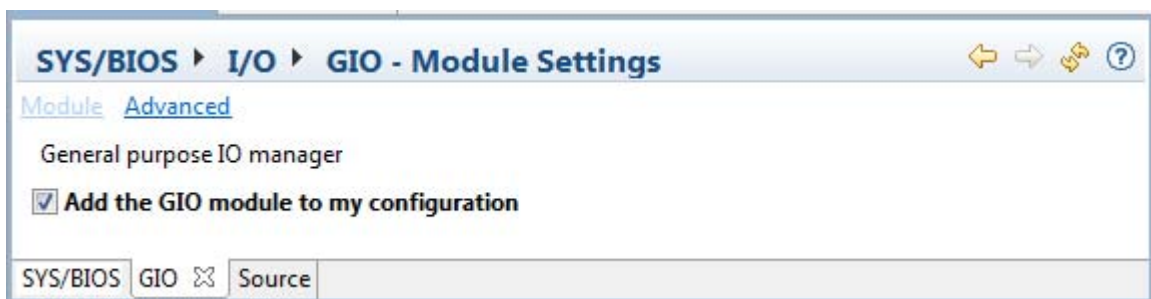 SYS/BIOS ▸ I/O ▸ GIO - Module Settings
Module Advanced
General purpose IO manager
Add the GIO module to my configuration
SYS/BIOS GIO Source